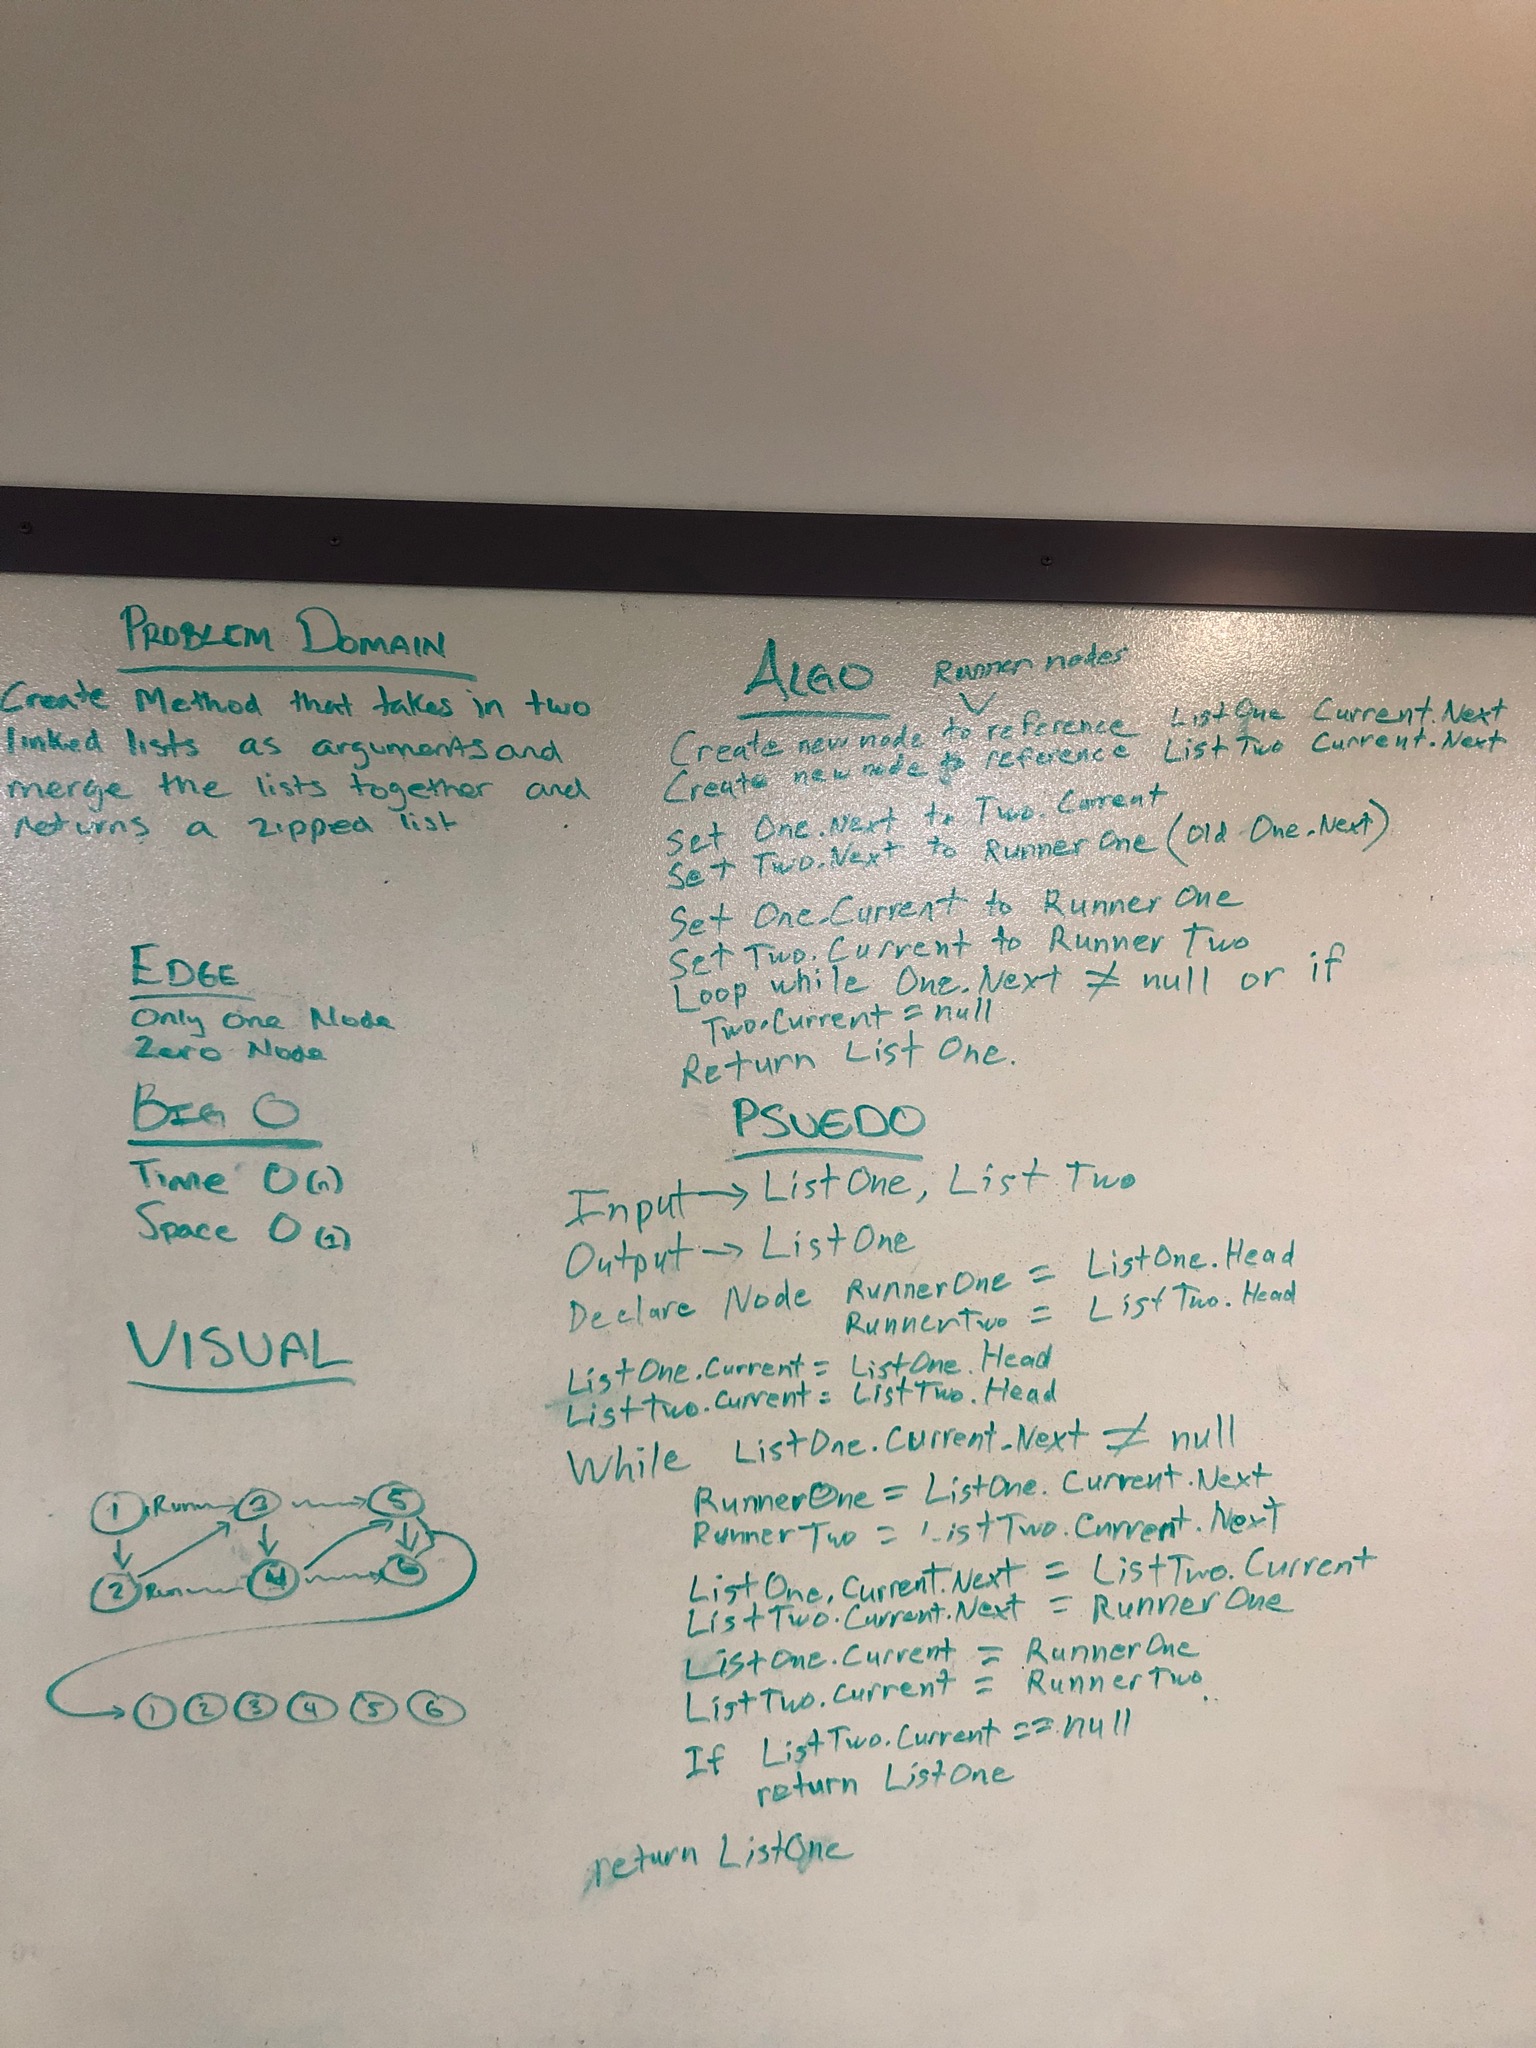 PROBLEM DOMAIN
Create Method that takes in two
linked lists as arguments and
merge the lists together and
returns a zipped list
EDGE
Only One Node
Zero Node
BIG O
Time O(n)
Space O(1)
VISUAL
1 Run 3 5
2 Run 4 6
1 2 3 4 5 6
ALGO Runner nodes
Create new node to reference List One Current.Next
Create new node to reference List Two Current.Next
Set One.Next to Two.Current
Set Two.Next to Runner One (Old One.Next)
Set One.Current to Runner One
Set Two.Current to Runner Two
Loop while One.Next ≠ null or if
Two.Current = null
Return List One.
PSUEDO
Input → ListOne, List Two
Output → ListOne
Declare Node RunnerOne = ListOne.Head
RunnerTwo = ListTwo.Head
ListOne.Current = ListOne.Head
ListTwo.Current = ListTwo.Head
While ListOne.Current.Next ≠ null
RunnerOne = ListOne.Current.Next
RunnerTwo = ListTwo.Current.Next
ListOne.Current.Next = ListTwo.Current
ListTwo.Current.Next = RunnerOne
ListOne.Current = RunnerOne
ListTwo.Current = RunnerTwo
If ListTwo.Current == null
return ListOne
return ListOne